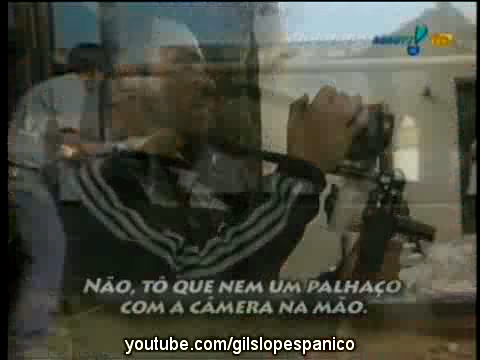 NÃO, TÔ QUE NEM UM PALHAÇO
COM A CÂMERA NA MÃO.
youtube.com/gilslopespanico